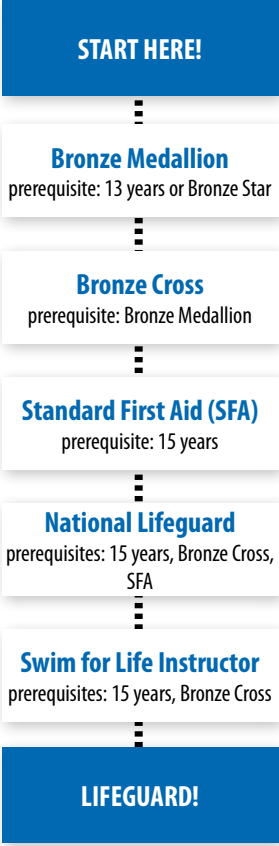 START HERE!
Bronze Medallion
prerequisite: 13 years or Bronze Star
Bronze Cross
prerequisite: Bronze Medallion
Standard First Aid (SFA)
prerequisite: 15 years
National Lifeguard
prerequisites: 15 years, Bronze Cross,
SFA
Swim for Life Instructor
prerequisites: 15 years, Bronze Cross
LIFEGUARD!